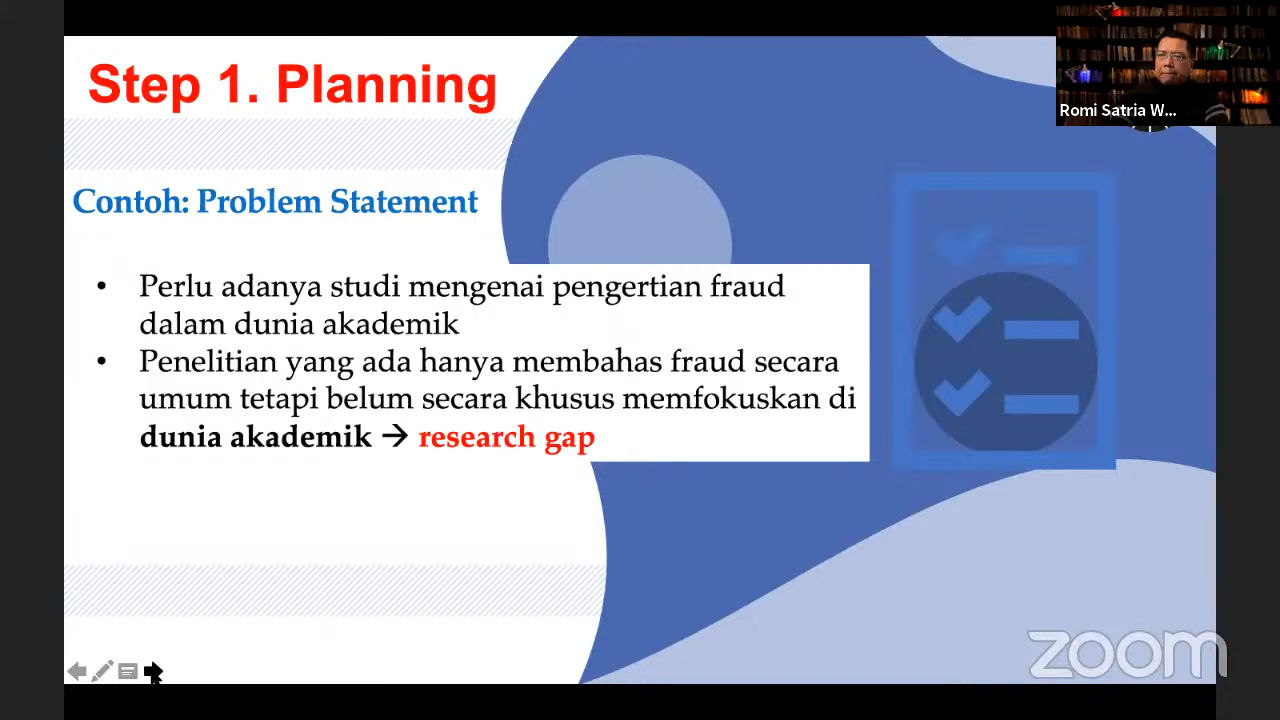 Step 1. Planning
Romi Satria W...
Contoh: Problem Statement
• Perlu adanya studi mengenai pengertian fraud
dalam dunia akademik
• Penelitian yang ada hanya membahas fraud secara
umum tetapi belum secara khusus memfokuskan di
dunia akademik → research gap
zoom